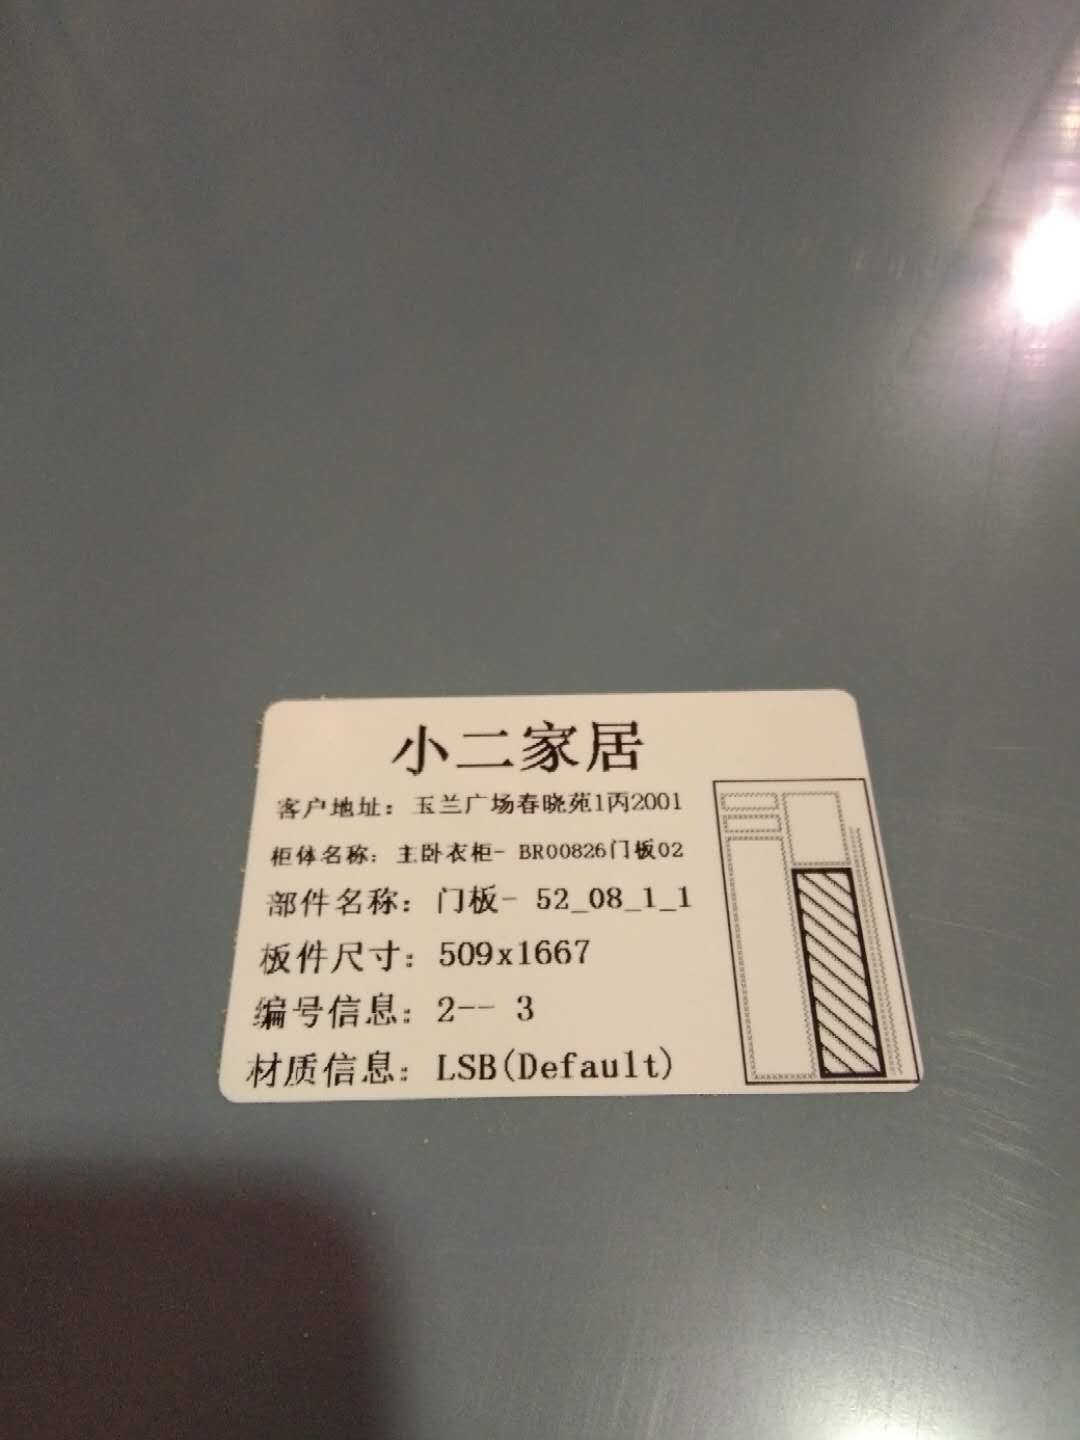 小二家居
客户地址：玉兰广场春晓苑1丙2001
柜体名称：主卧衣柜- BR00826门板02
部件名称：门板- 52_08_1_1
板件尺寸：509x1667
编号信息：2-- 3
材质信息：LSB(Default)